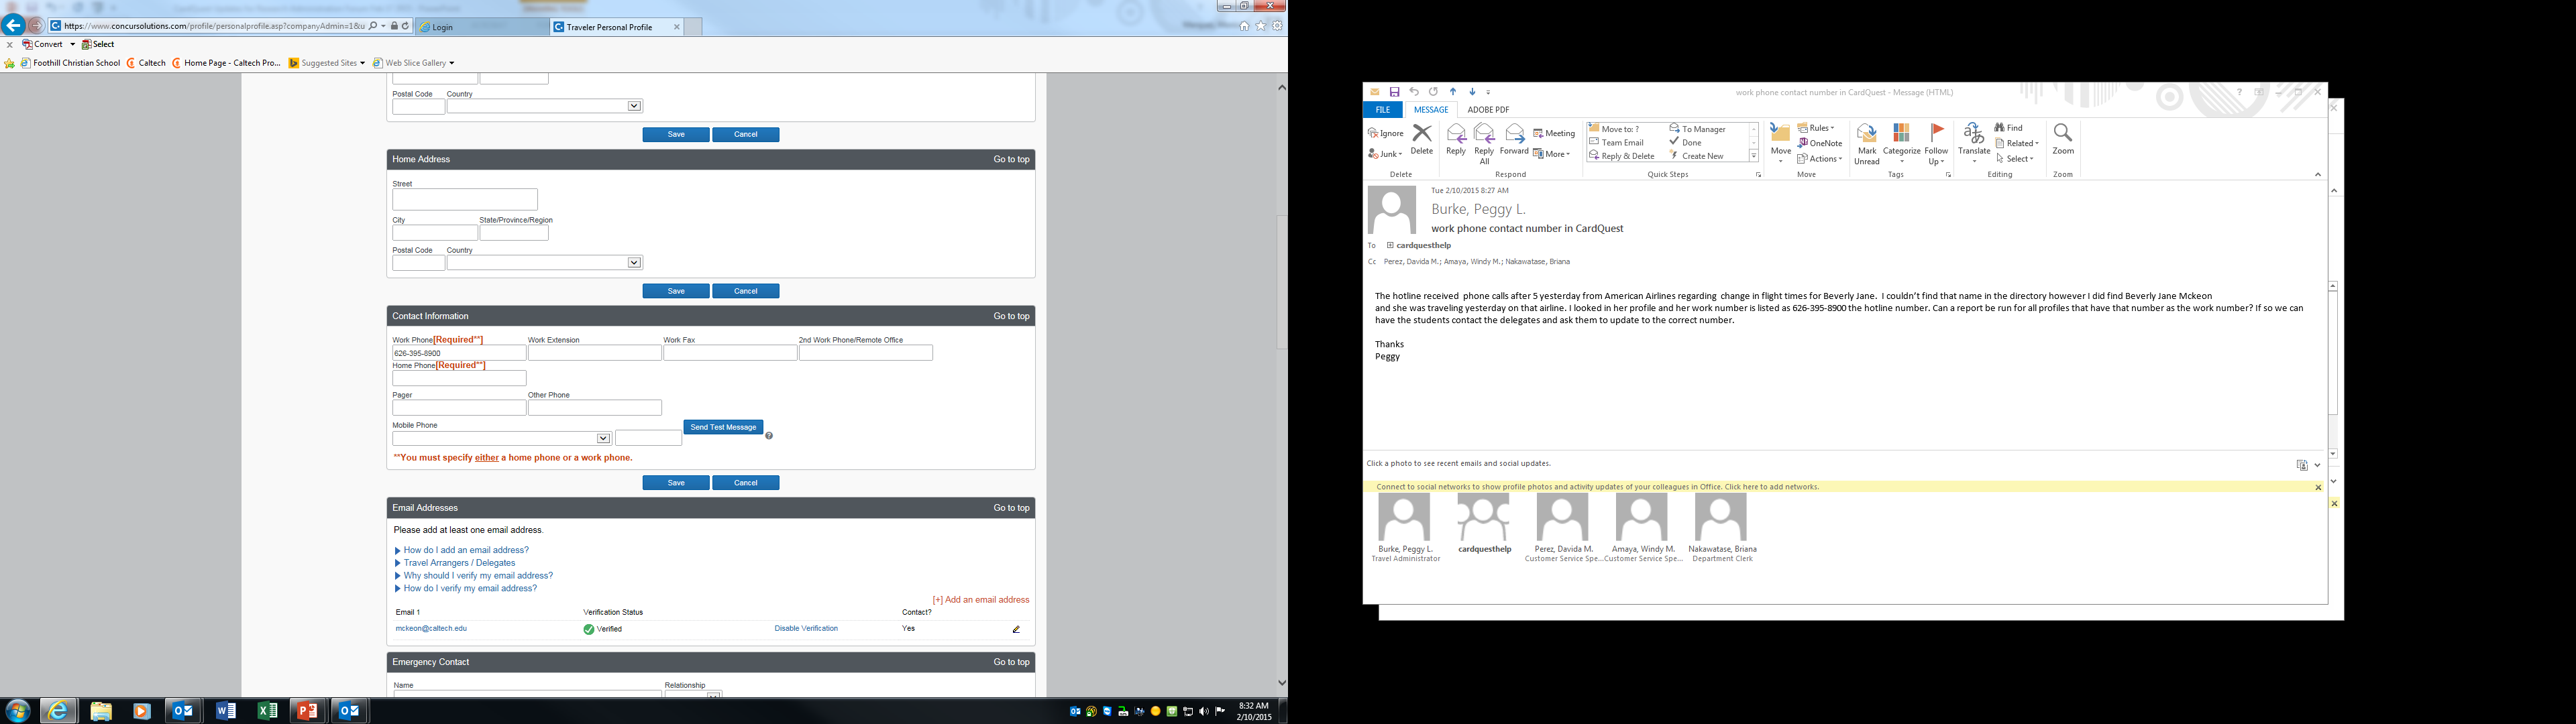 https://www.concursolutions.com/profile/personalprofile.asp?companyAdmin=1&u
Login
Traveler Personal Profile
x Convert Select
Foothill Christian School Caltech Home Page - Caltech Pro... Suggested Sites Web Slice Gallery
Postal Code Country
Save Cancel
Home Address Go to top
Street
City State/Province/Region
Postal Code Country
Save Cancel
Contact Information Go to top
Work Phone[Required**] Work Extension Work Fax 2nd Work Phone/Remote Office
626-395-8900
Home Phone[Required**]
Pager Other Phone
Mobile Phone
Send Test Message
**You must specify either a home phone or a work phone.
Save Cancel
Email Addresses Go to top
Please add at least one email address.
How do I add an email address?
Travel Arrangers / Delegates
Why should I verify my email address?
How do I verify my email address?
[+] Add an email address
Email 1 Verification Status Contact?
mckeon@caltech.edu Verified Disable Verification Yes
Emergency Contact Go to top
Name Relationship
8:32 AM
2/10/2015
work phone contact number in CardQuest - Message (HTML)
FILE MESSAGE ADOBE PDF
Ignore
Junk
Delete
Delete
Reply
Reply All
Forward
Meeting
More
Respond
Move to: ? To Manager
Team Email Done
Reply & Delete Create New
Quick Steps
Move
Rules
OneNote
Actions
Move
Mark Unread
Categorize
Follow Up
Tags
Translate
Find
Related
Select
Editing
Zoom
Zoom
Tue 2/10/2015 8:27 AM
Burke, Peggy L.
work phone contact number in CardQuest
To cardquesthelp
Cc Perez, Davida M.; Amaya, Windy M.; Nakawatase, Briana
The hotline received phone calls after 5 yesterday from American Airlines regarding change in flight times for Beverly Jane. I couldn't find that name in the directory however I did find Beverly Jane Mckeon
and she was traveling yesterday on that airline. I looked in her profile and her work number is listed as 626-395-8900 the hotline number. Can a report be run for all profiles that have that number as the work number? If so we can
have the students contact the delegates and ask them to update to the correct number.
Thanks
Peggy
Click a photo to see recent emails and social updates.
Connect to social networks to show profile photos and activity updates of your colleagues in Office. Click here to add networks.
Burke, Peggy L. cardquesthelp Perez, Davida M. Amaya, Windy M. Nakawatase, Briana
Travel Administrator Customer Service Spe... Customer Service Spe... Department Clerk